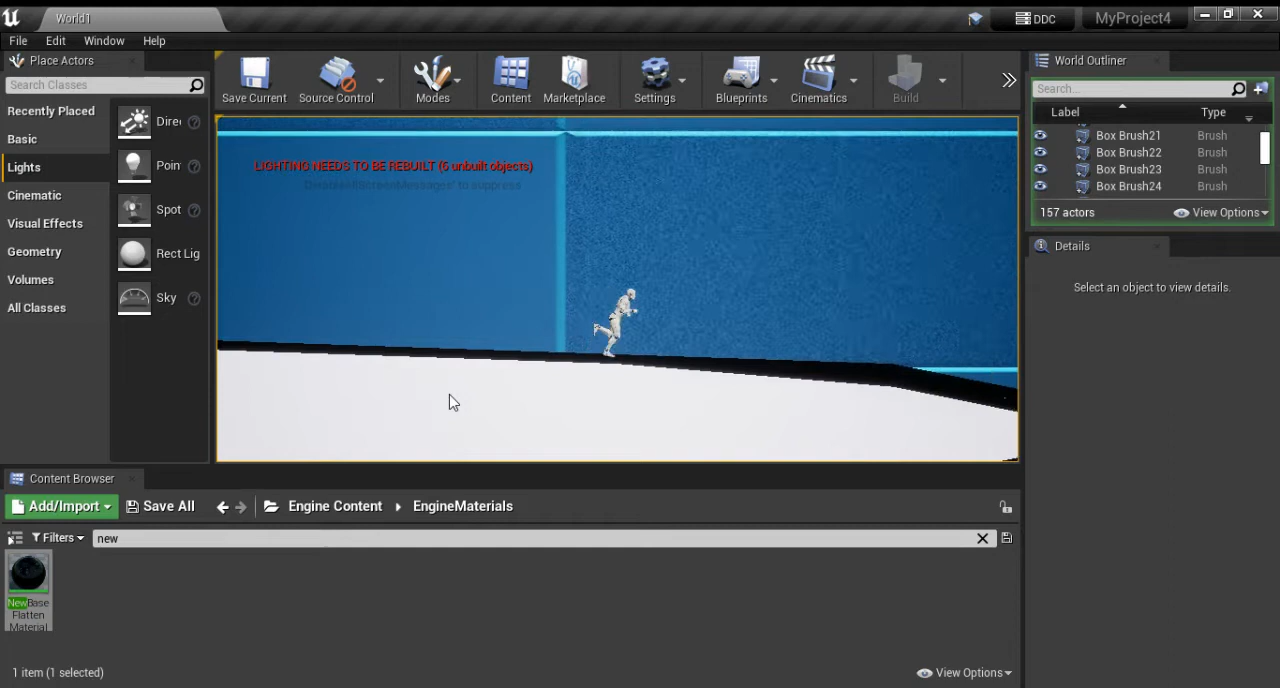 World1
DDC
MyProject4
File Edit Window Help
Place Actors
Search Classes
Recently Placed
Basic
Lights
Cinematic
Visual Effects
Geometry
Volumes
All Classes
Direc
Poin
Spot
Rect Lig
Sky
Save Current
Source Control
Modes
Content
Marketplace
Settings
Blueprints
Cinematics
Build
LIGHTING NEEDS TO BE REBUILT (6 unbuilt objects)
'DisableAllScreenMessages' to suppress
World Outliner
Search...
Label Type
Box Brush21 Brush
Box Brush22 Brush
Box Brush23 Brush
Box Brush24 Brush
157 actors View Options
Details
Select an object to view details.
Content Browser
Add/Import Save All Engine Content EngineMaterials
Filters new
NewBase
Flatten
Material
1 item (1 selected) View Options